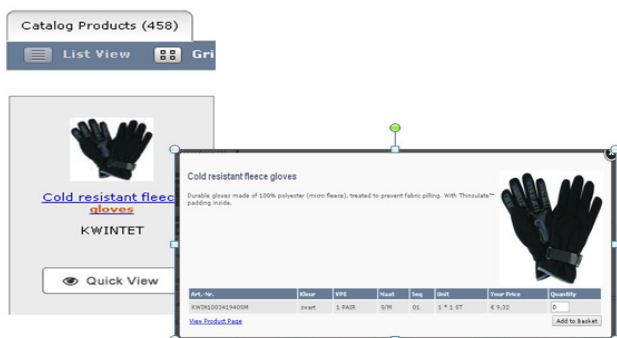 Catalog Products (458)
List View
Gri
Cold resistant fleec
gloves
KWINTET
Quick View
Cold resistant fleece gloves
Durable gloves made of 100% polyester (micro fleece), treated to prevent fabric pilling. With Thinsulate™
padding inside.
Art.-Nr. Kleur VPE Maat Seq Unit Your Price Quantity
zwart 1 PAIR S/M 01 1 * 1 ST € 9,32 0
View Product Page Add to Basket